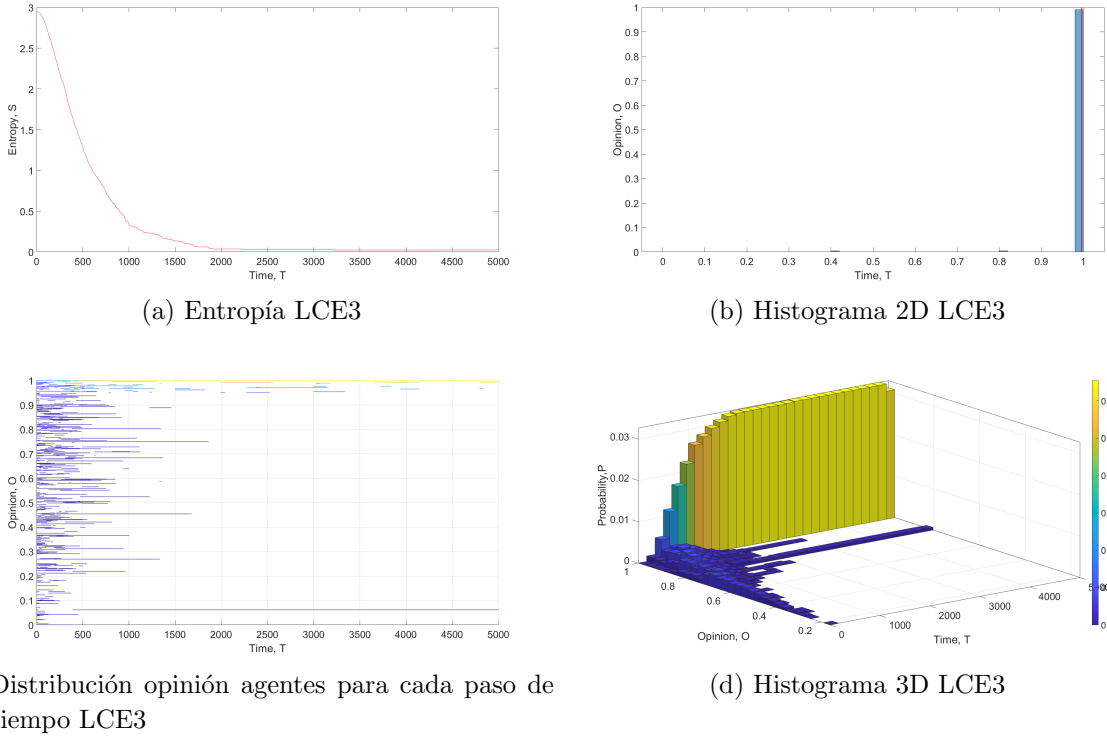 3
2.5
2
1.5
1
0.5
0
Entropy, S
0 500 1000 1500 2000 2500 3000 3500 4000 4500 5000
Time, T
(a) Entropía LCE3
1
0.9
0.8
0.7
0.6
0.5
0.4
0.3
0.2
0.1
0
Opinion, O
0 0.1 0.2 0.3 0.4 0.5 0.6 0.7 0.8 0.9 1
Time, T
(b) Histograma 2D LCE3
1
0.9
0.8
0.7
0.6
0.5
0.4
0.3
0.2
0.1
0
Opinion, O
0 500 1000 1500 2000 2500 3000 3500 4000 4500 5000
Time, T
Distribución opinión agentes para cada paso de
iempo LCE3
0.03
0.02
0.01
0
Probability,P
1
0.8
0.6
0.4
0.2
Opinion, O
0
1000
2000
3000
4000
Time, T
(d) Histograma 3D LCE3